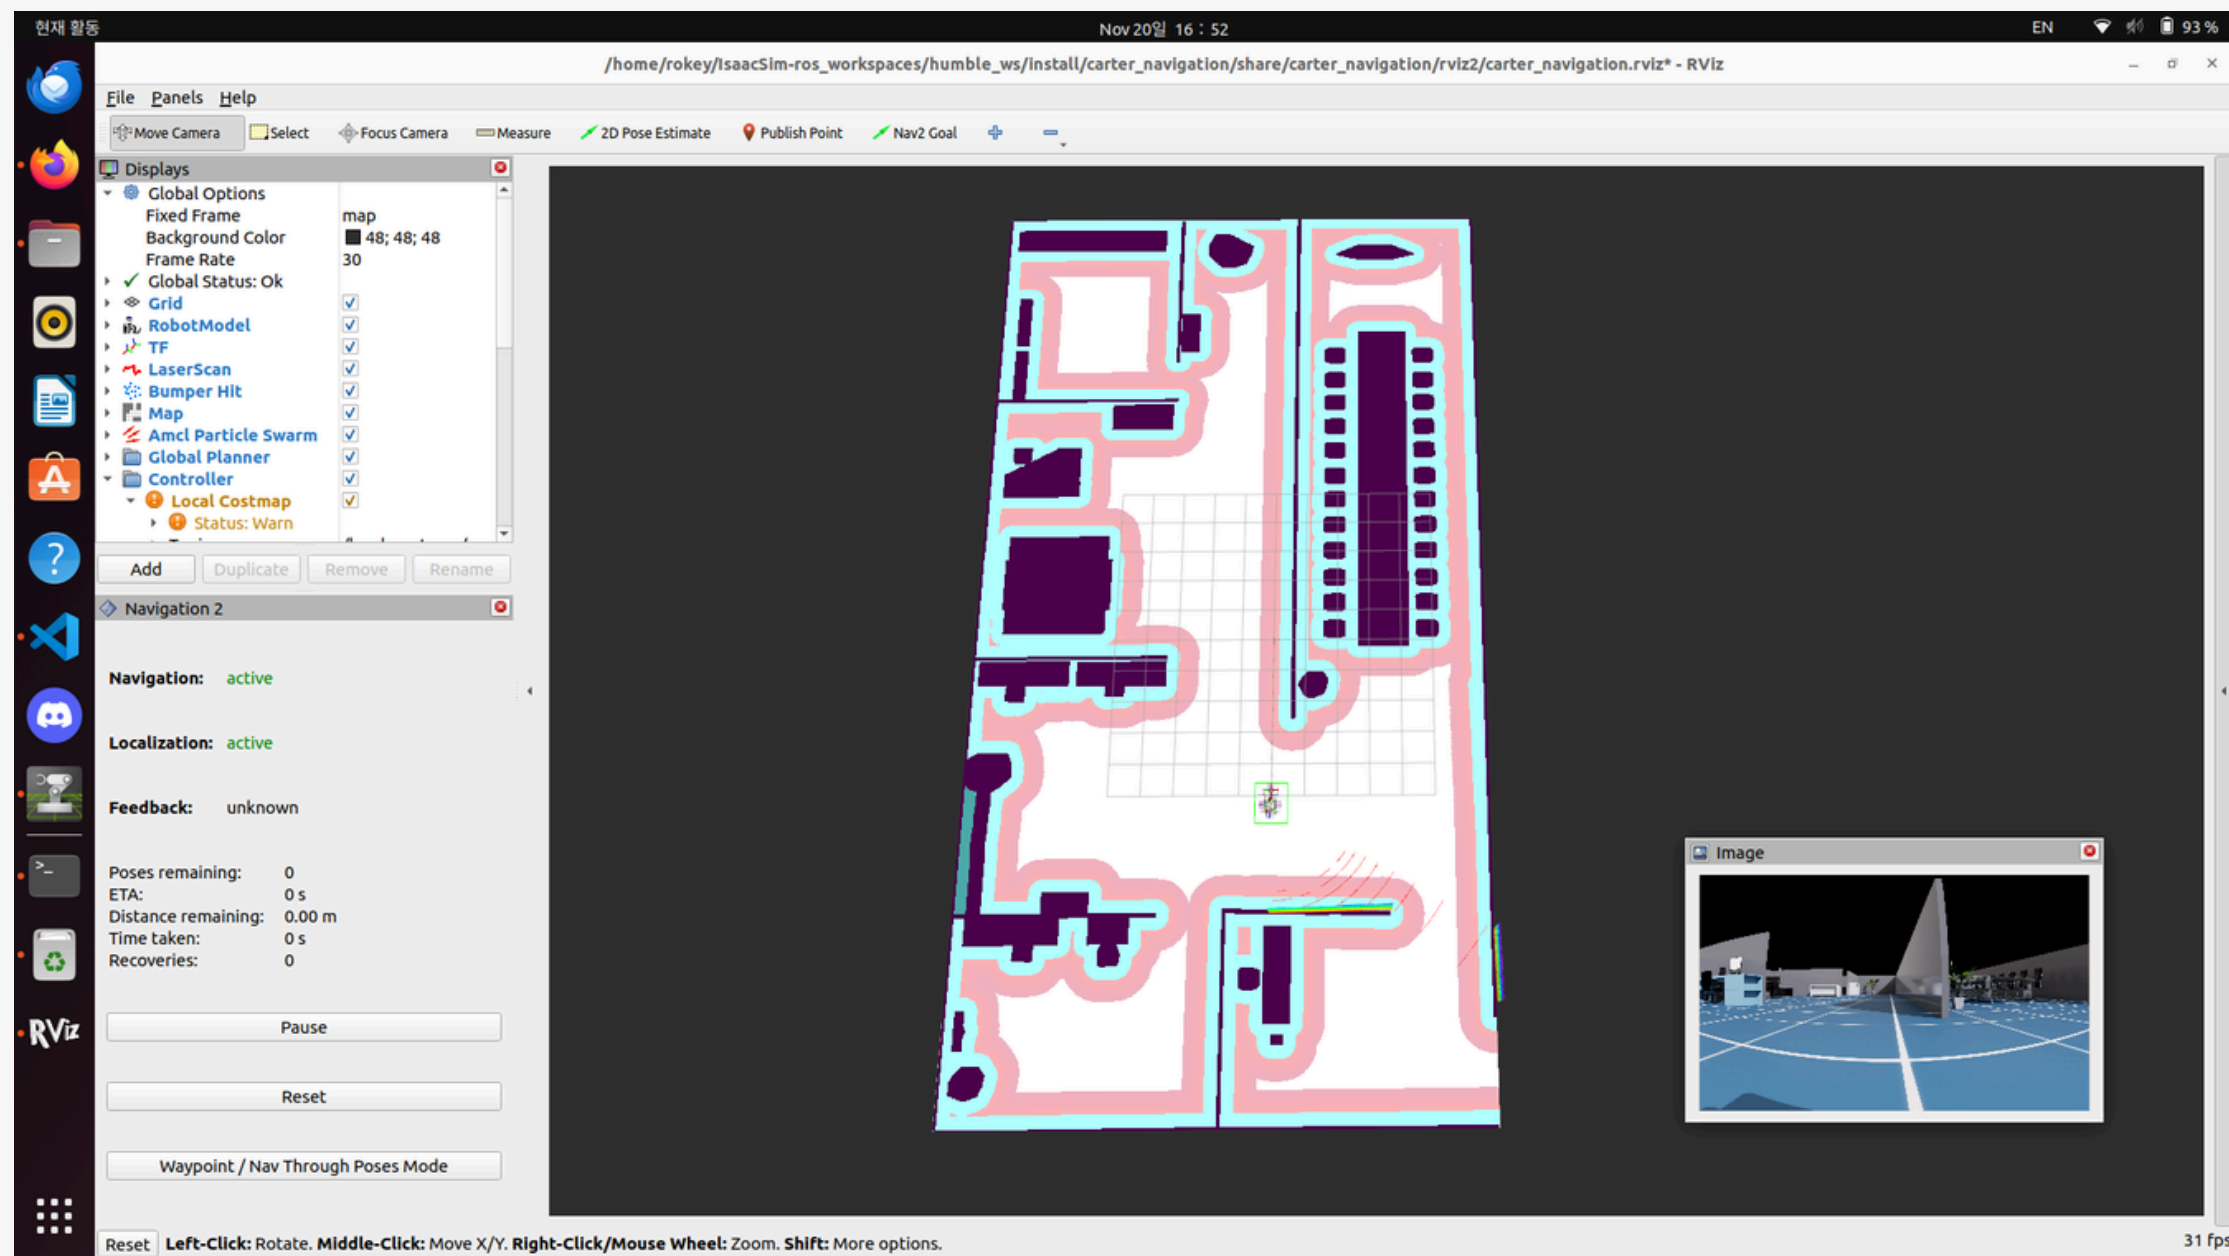 현재 활동
Nov 20일 16 : 52
EN
93 %
/home/rokey/IsaacSim-ros_workspaces/humble_ws/install/carter_navigation/share/carter_navigation/rviz2/carter_navigation.rviz* - RViz
File Panels Help
Move Camera Select Focus Camera Measure 2D Pose Estimate Publish Point Nav2 Goal
Displays
Global Options
Fixed Frame map
Background Color 48; 48; 48
Frame Rate 30
Global Status: Ok
Grid
RobotModel
TF
LaserScan
Bumper Hit
Map
Amcl Particle Swarm
Global Planner
Controller
Local Costmap
Status: Warn
Add Duplicate Remove Rename
Navigation 2
Navigation: active
Localization: active
Feedback: unknown
Poses remaining: 0
ETA: 0 s
Distance remaining: 0.00 m
Time taken: 0 s
Recoveries: 0
Pause
Reset
Waypoint / Nav Through Poses Mode
Image
RViz
Reset Left-Click: Rotate. Middle-Click: Move X/Y. Right-Click/Mouse Wheel: Zoom. Shift: More options.
31 fps